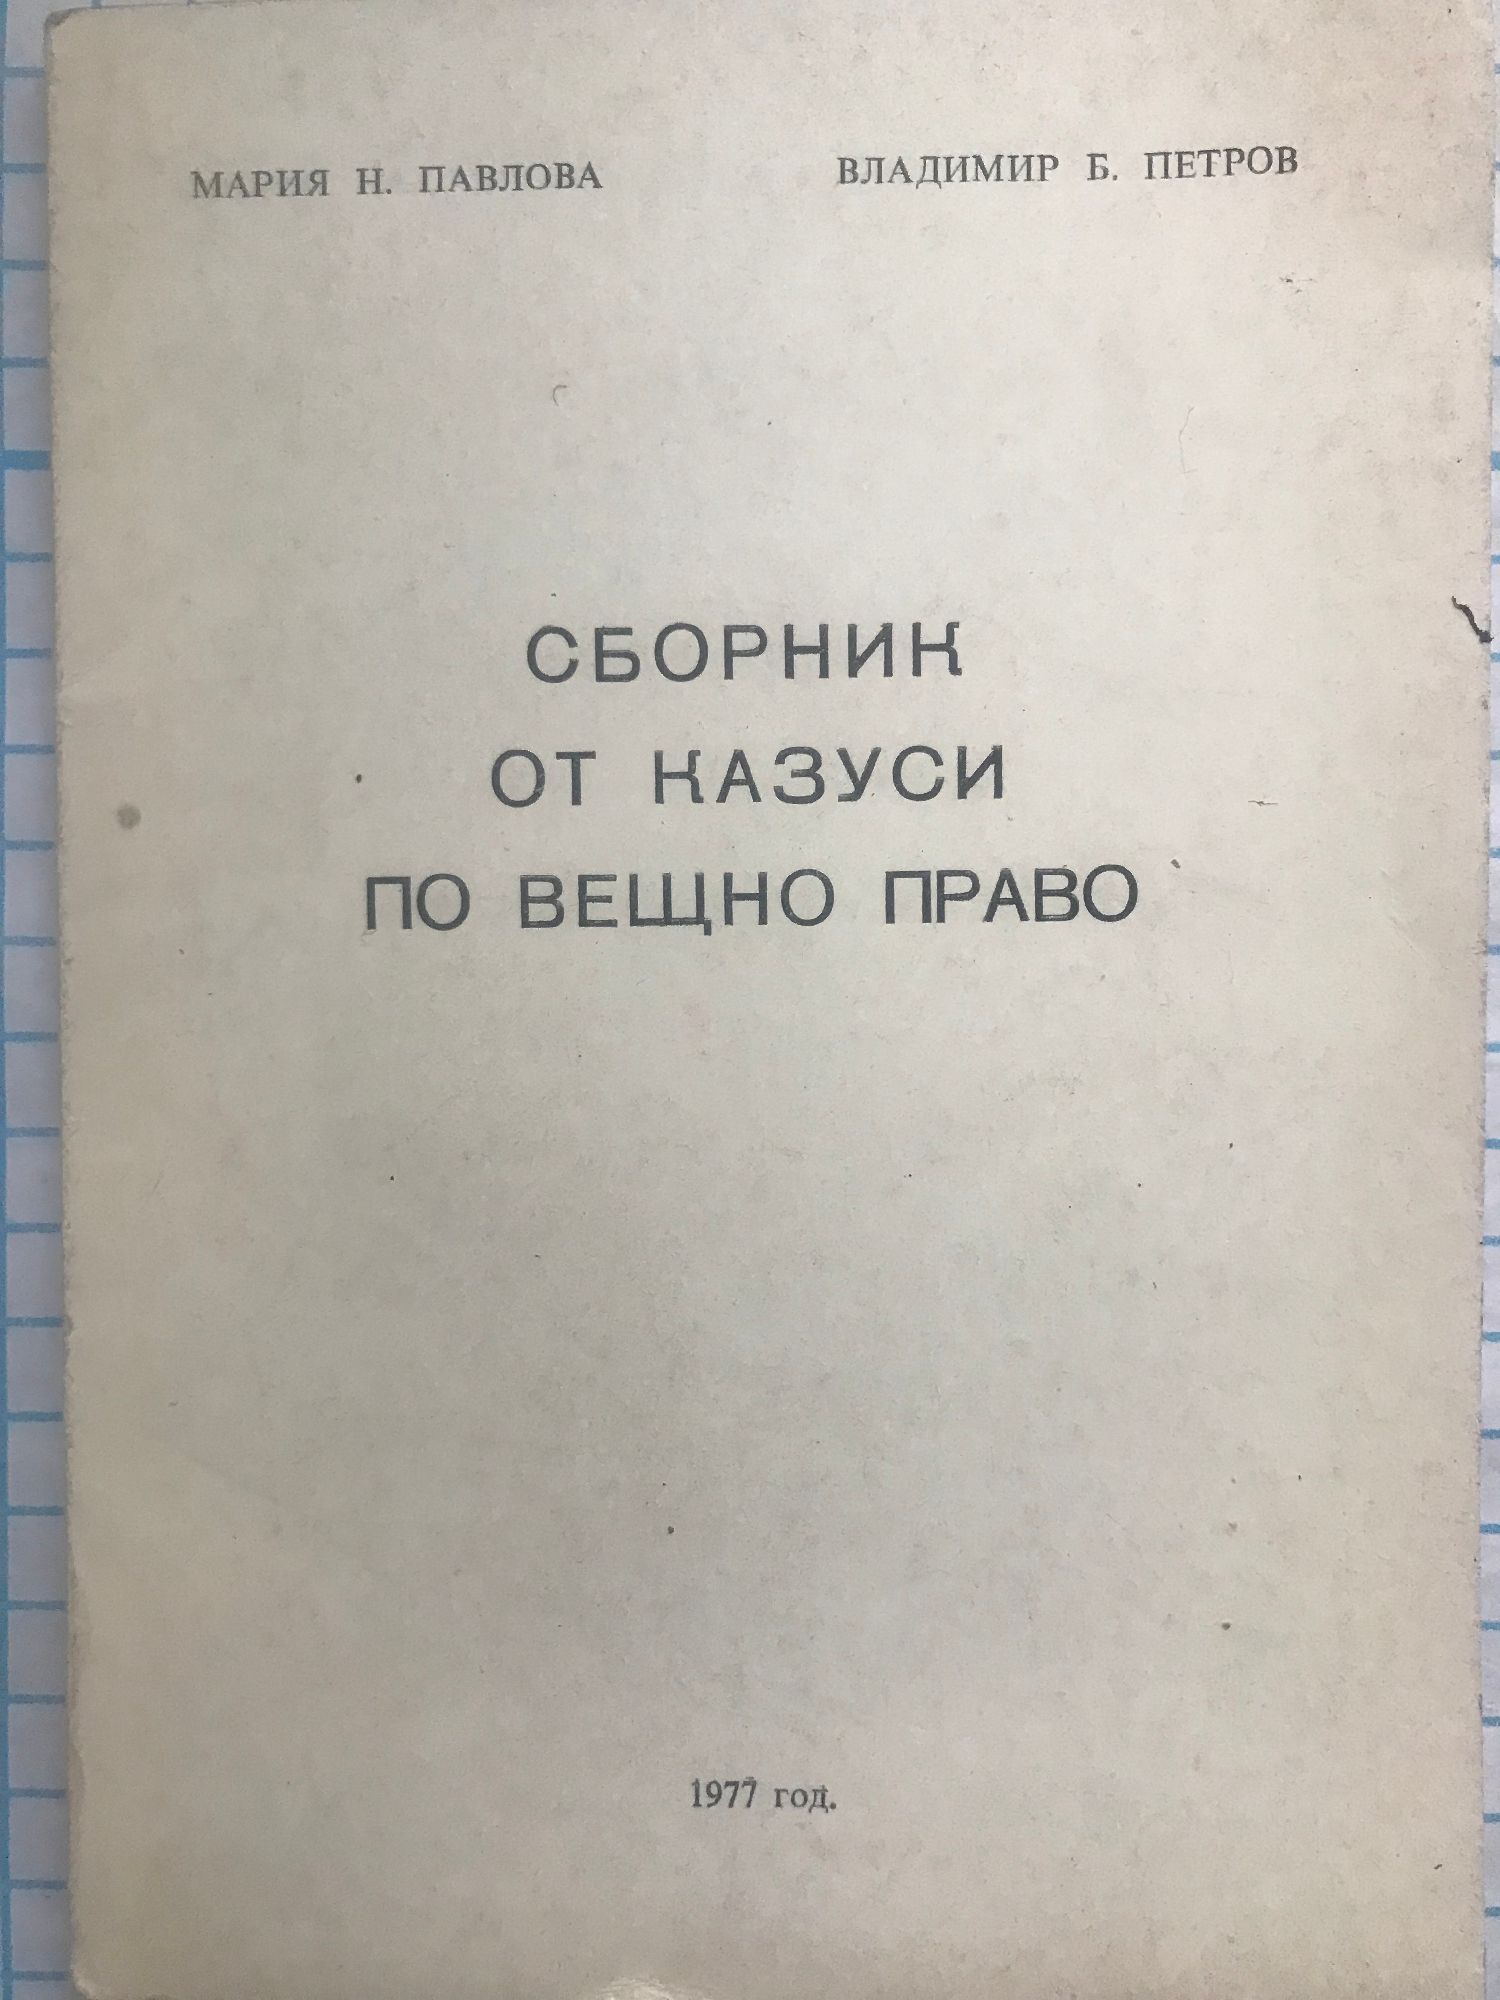 МАРИЯ Н. ПАВЛОВА
ВЛАДИМИР Б. ПЕТРОВ
СБОРНИК
ОТ КАЗУСИ
ПО ВЕЩНО ПРАВО
1977 год.